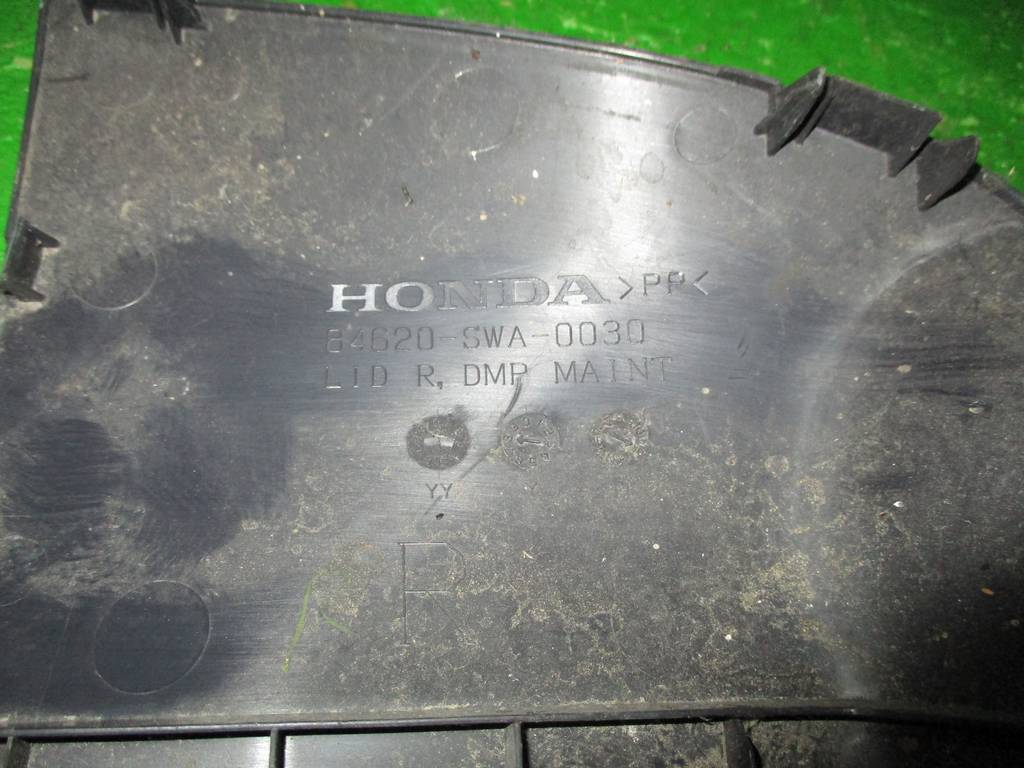 HONDA >PP<
84620-SWA-0030
LID R, DMP MAINT
YY Y
R